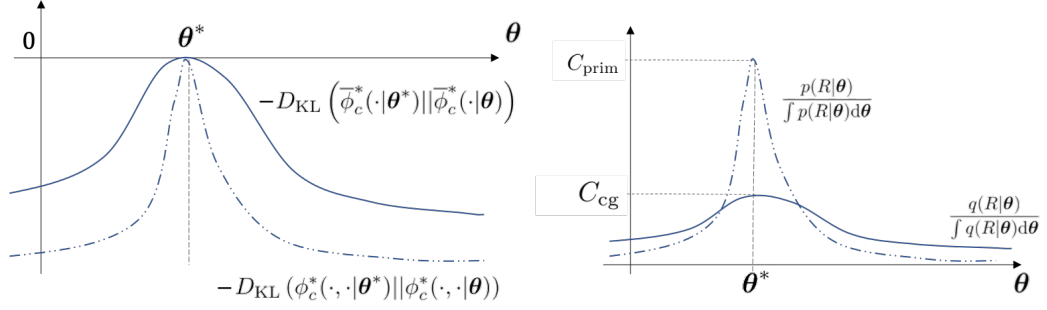 0
θ*
θ
−D_KL (ϕ̅*_c(·|θ*)||ϕ̅*_c(·|θ))
−D_KL (ϕ*_c(·,·|θ*)||ϕ*_c(·,·|θ))
C_prim
p(R|θ)
∫ p(R|θ)dθ
C_cg
q(R|θ)
∫ q(R|θ)dθ
θ*
θ